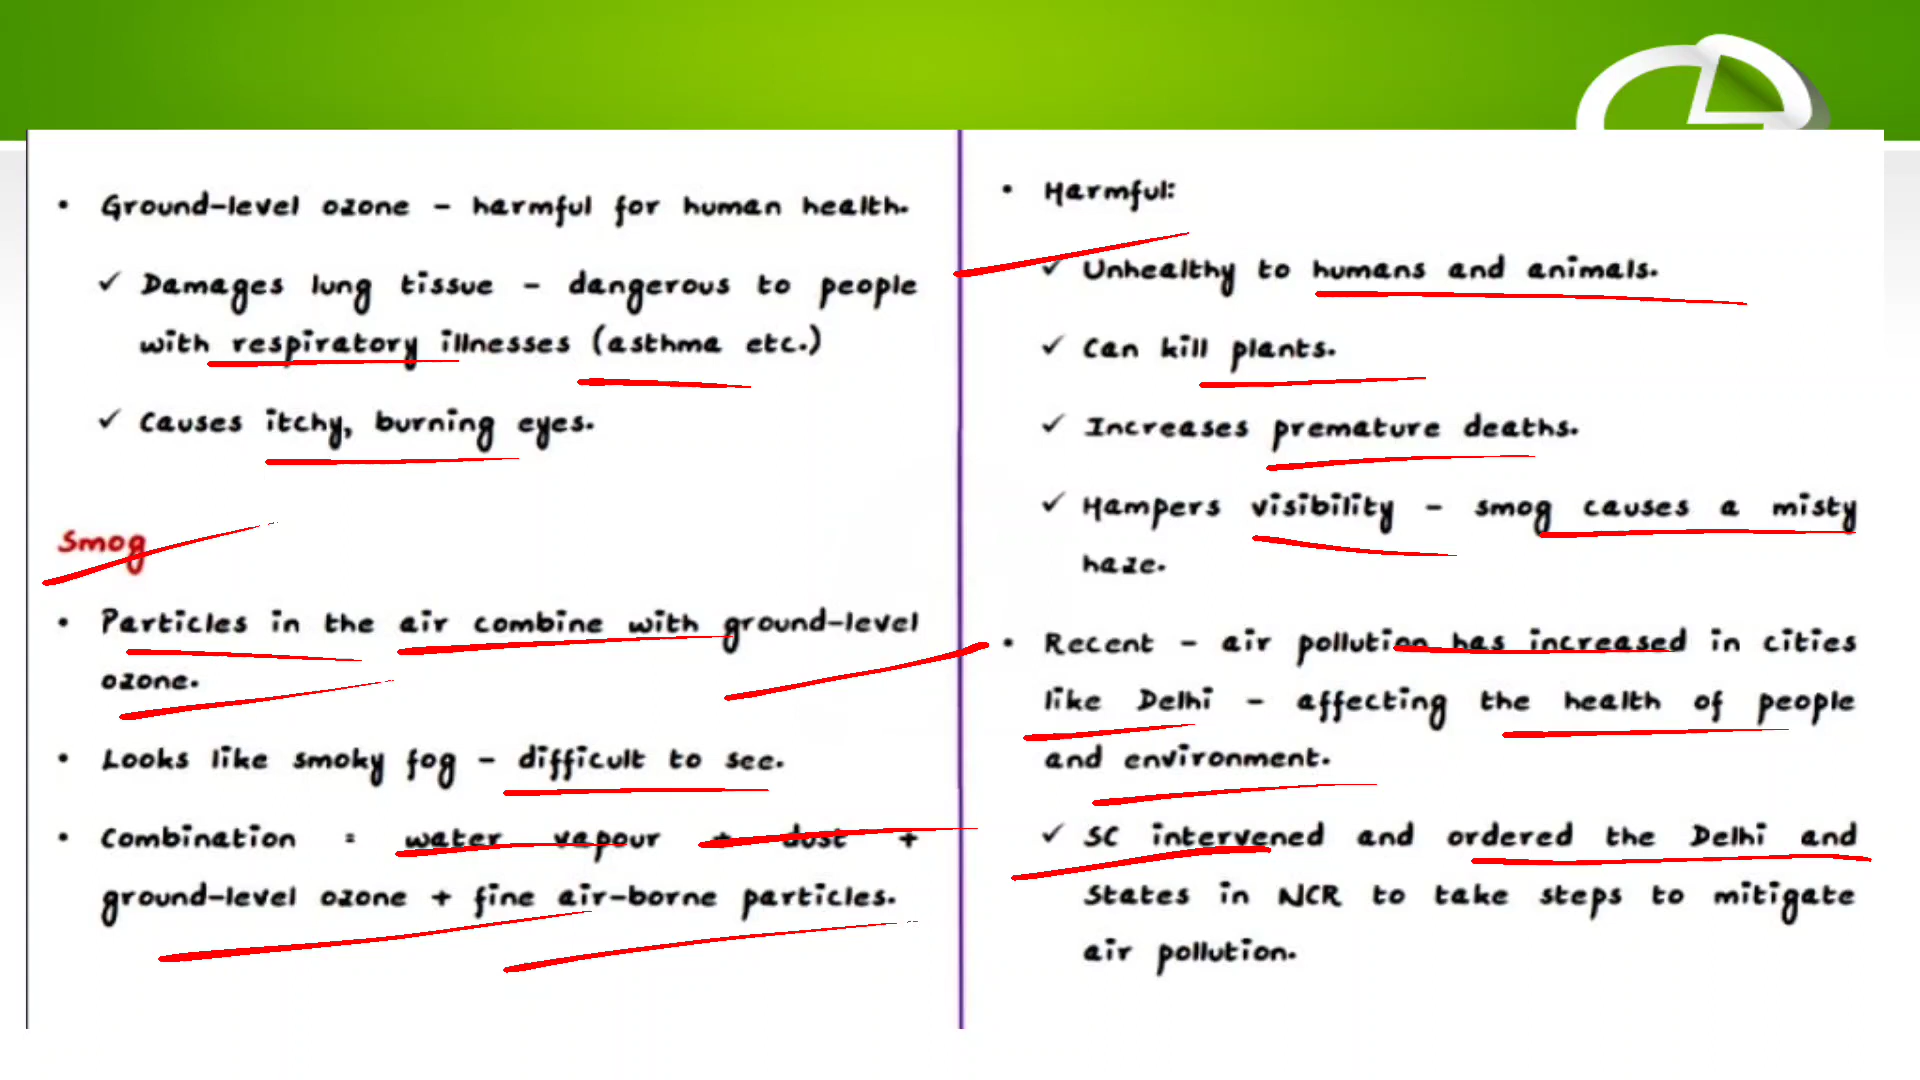 • Ground-level ozone - harmful for human health.
✓ Damages lung tissue - dangerous to people
with respiratory illnesses (asthma etc.)
✓ Causes itchy, burning eyes.
Smog
• Particles in the air combine with ground-level
ozone.
• Looks like smoky fog - difficult to see.
• Combination = water vapour + dust +
ground-level ozone + fine air-borne particles.
• Harmful:
✓ Unhealthy to humans and animals.
✓ Can kill plants.
✓ Increases premature deaths.
✓ Hampers visibility - smog causes a misty
haze.
• Recent - air pollution has increased in cities
like Delhi - affecting the health of people
and environment.
✓ SC intervened and ordered the Delhi and
States in NCR to take steps to mitigate
air pollution.